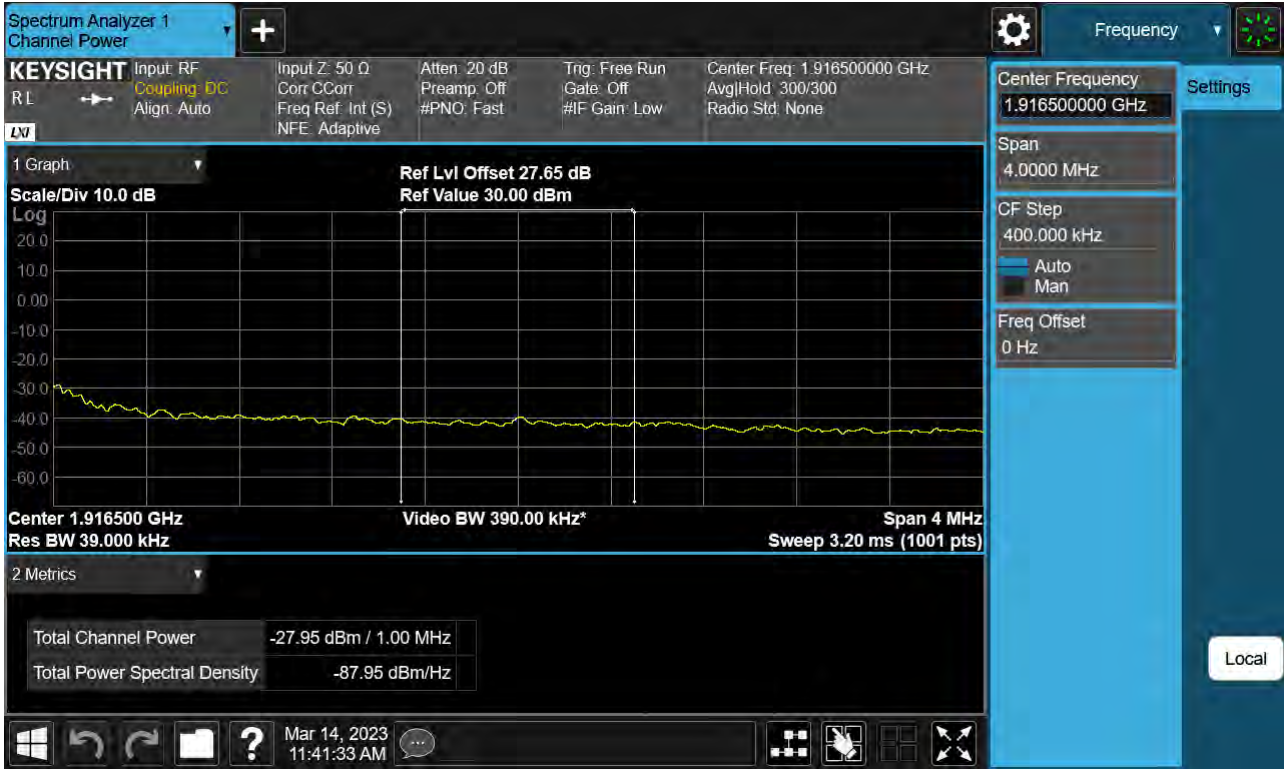 Spectrum Analyzer 1
Channel Power
+
Frequency
KEYSIGHT
RL
LXI
Input: RF
Coupling: DC
Align: Auto
Input Z: 50 Ω
Corr CCorr
Freq Ref: Int (S)
NFE: Adaptive
Atten: 20 dB
Preamp: Off
#PNO: Fast
Trig: Free Run
Gate: Off
#IF Gain: Low
Center Freq: 1.916500000 GHz
Avg|Hold: 300/300
Radio Std: None
1 Graph
Scale/Div 10.0 dB
Ref Lvl Offset 27.65 dB
Ref Value 30.00 dBm
Log
20.0
10.0
0.00
-10.0
-20.0
-30.0
-40.0
-50.0
-60.0
Center 1.916500 GHz
Res BW 39.000 kHz
Video BW 390.00 kHz*
Span 4 MHz
Sweep 3.20 ms (1001 pts)
2 Metrics
Total Channel Power -27.95 dBm / 1.00 MHz
Total Power Spectral Density -87.95 dBm/Hz
Center Frequency
1.916500000 GHz
Span
4.0000 MHz
CF Step
400.000 kHz
Auto
Man
Freq Offset
0 Hz
Settings
Local
?
Mar 14, 2023
11:41:33 AM